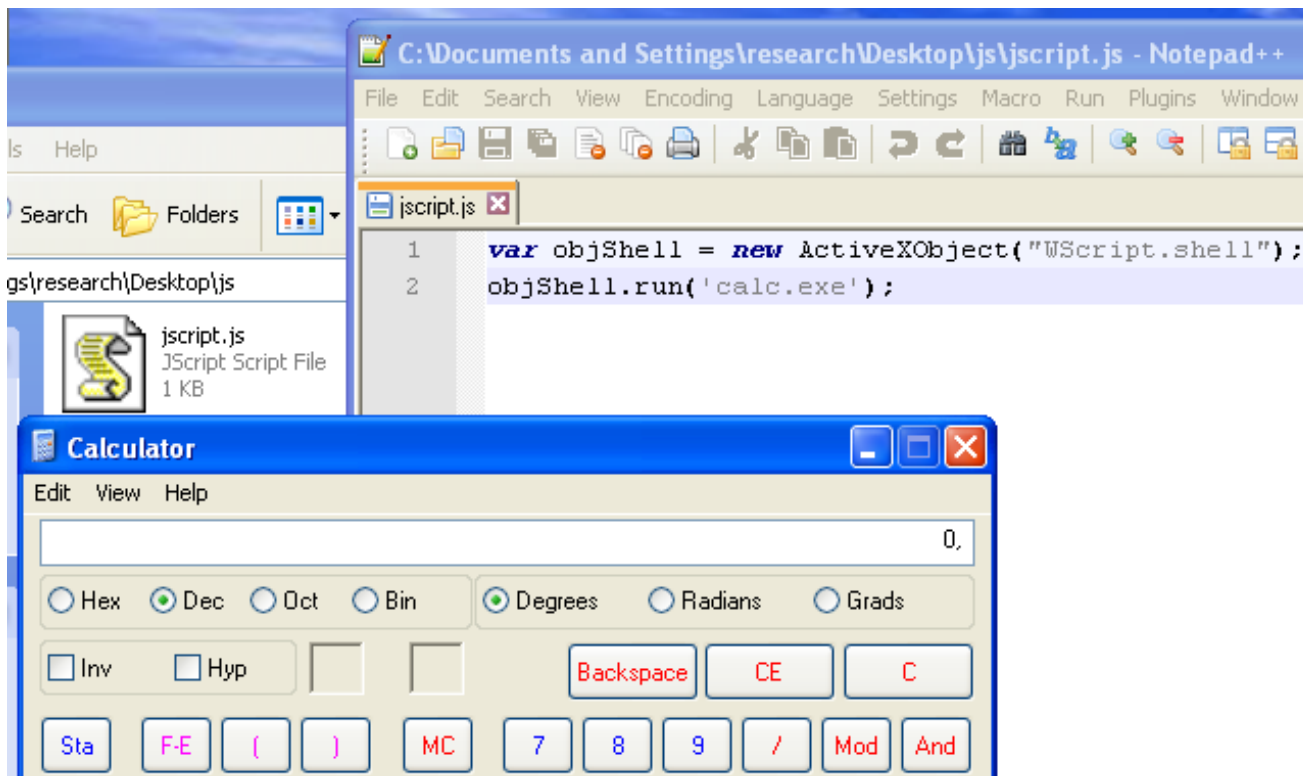 C:\Documents and Settings\research\Desktop\js\jscript.js - Notepad++
File Edit Search View Encoding Language Settings Macro Run Plugins Window
ls Help
Search Folders
jscript.js
1 var objShell = new ActiveXObject("WScript.shell");
2 objShell.run('calc.exe');
gs\research\Desktop\js
jscript.js
JScript Script File
1 KB
Calculator
Edit View Help
0,
Hex Dec Oct Bin Degrees Radians Grads
Inv Hyp Backspace CE C
Sta F-E ( ) MC 7 8 9 / Mod And